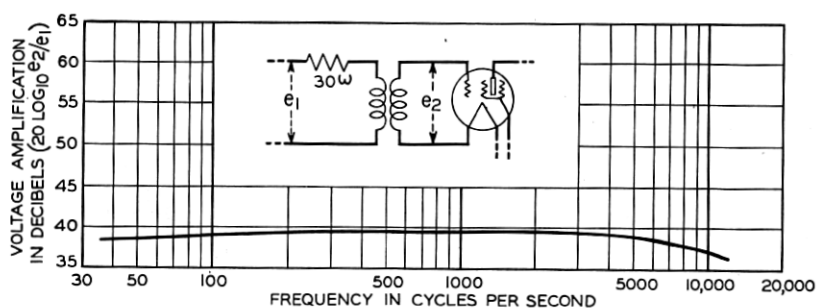 VOLTAGE AMPLIFICATION
IN DECIBELS (20 LOG10 e2/e1)
65
60
55
50
45
40
35
30ω
e1
e2
30
50
100
500
1000
5000
10,000
20,000
FREQUENCY IN CYCLES PER SECOND